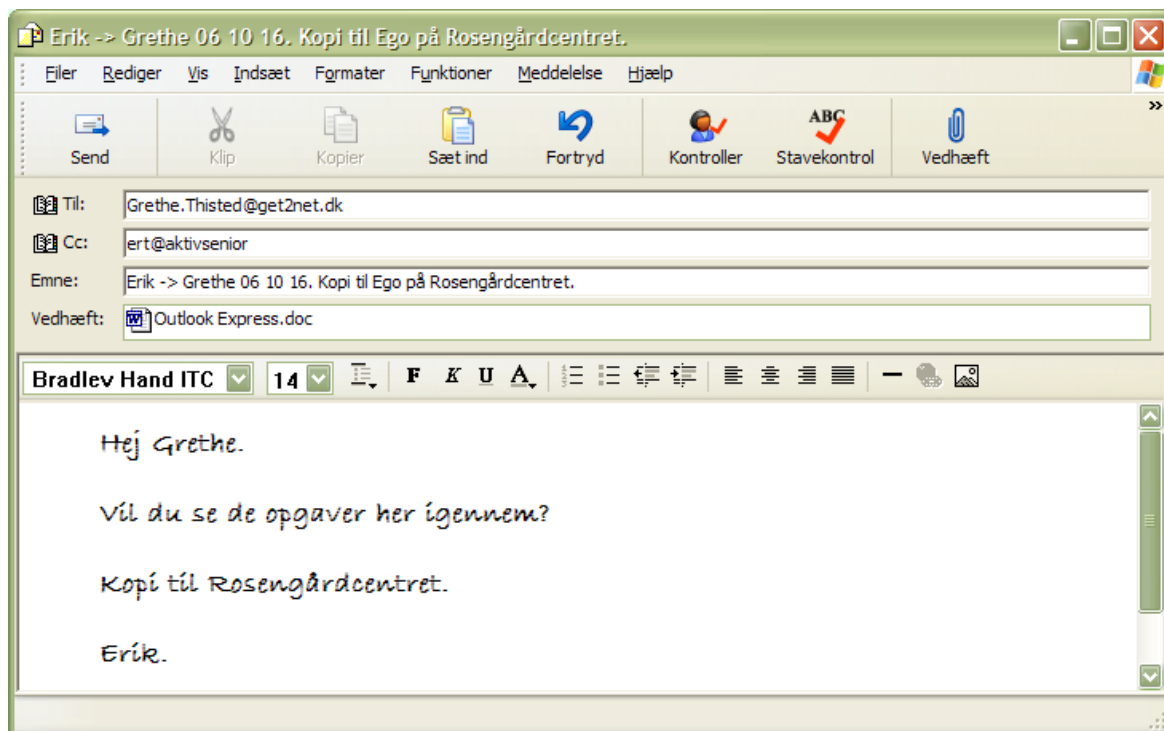 Erik -> Grethe 06 10 16. Kopi til Ego på Rosengårdcentret.
Filer Rediger Vis Indsæt Formater Funktioner Meddelelse Hjælp
ABC
Send Klip Kopier Sæt ind Fortryd Kontroller Stavekontrol Vedhæft
Til: Grethe.Thisted@get2net.dk
Cc: ert@aktivsenior
Emne: Erik -> Grethe 06 10 16. Kopi til Ego på Rosengårdcentret.
Vedhæft: Outlook Express.doc
Bradley Hand ITC 14 F K U A
Hej Grethe.
Vil du se de opgaver her igennem?
Kopi til Rosengårdcentret.
Erik.